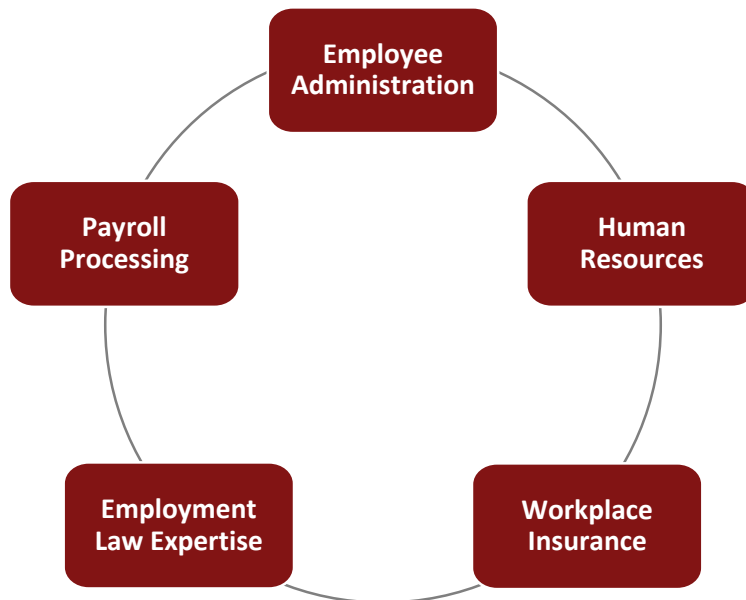 Employee
Administration
Human
Resources
Workplace
Insurance
Employment
Law Expertise
Payroll
Processing